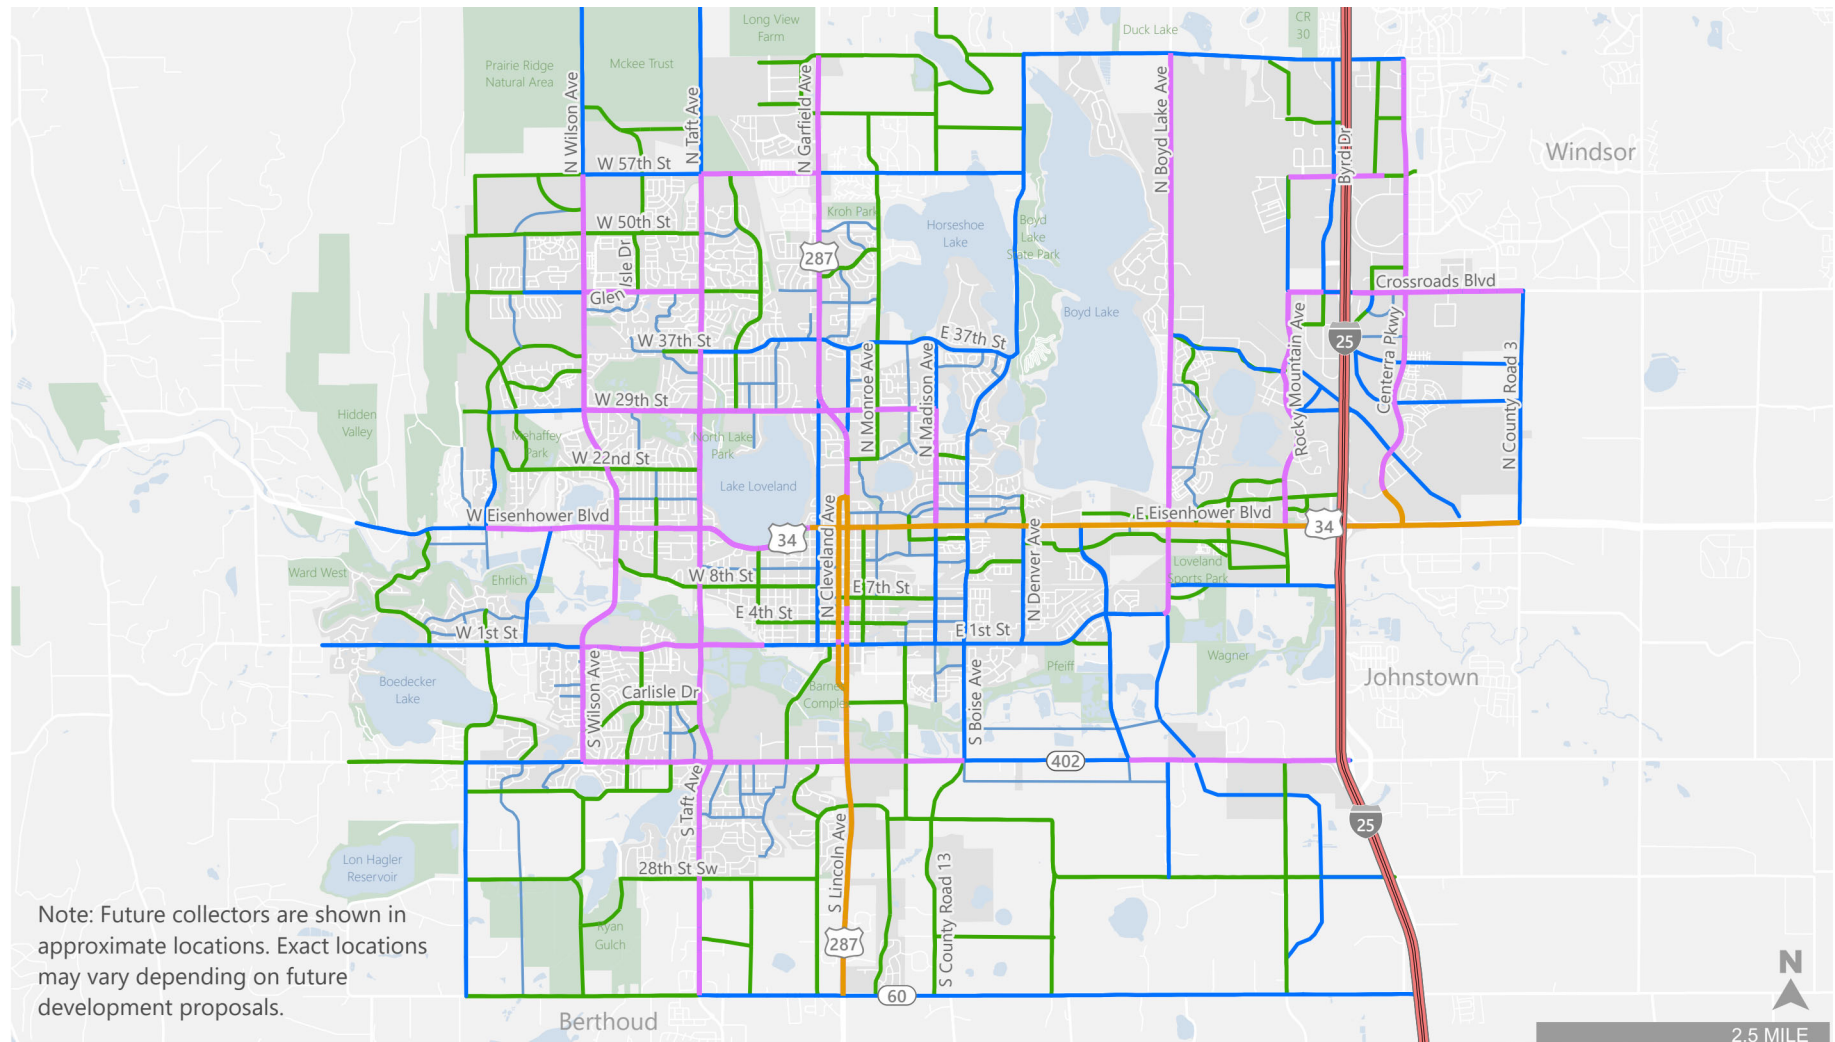 Long View
Farm
Duck Lake
CR
30
Prairie Ridge
Natural Area
Mckee Trust
N Wilson Ave
N Taft Ave
N Garfield Ave
N Boyd Lake Ave
Byrd Dr
Windsor
W 57th St
W 50th St
Kroh Park
Horseshoe
Lake
Boyd
Lake
State Park
287
Glen Isle Dr
Crossroads Blvd
Boyd Lake
W 37th St
E 37th St
25
Rocky Mountain Ave
Centerra Pkwy
N County Road 3
N Monroe Ave
N Madison Ave
W 29th St
Hidden
Valley
Mehaffey
Park
North Lake
Park
W 22nd St
Lake Loveland
W Eisenhower Blvd
34
N Cleveland Ave
E Eisenhower Blvd
34
N Denver Ave
Ward West
Ehrlich
W 8th St
E 7th St
Loveland
Sports Park
E 4th St
W 1st St
E 1st St
Boedecker
Lake
S Wilson Ave
Carlisle Dr
S Boise Ave
Pfeiff
Wagner
Johnstown
402
S Taft Ave
25
S Lincoln Ave
28th St Sw
S County Road 13
Lon Hagler
Reservoir
Ryan
Gulch
287
60
Berthoud
Note: Future collectors are shown in
approximate locations. Exact locations
may vary depending on future
development proposals.
N
2.5 MILE